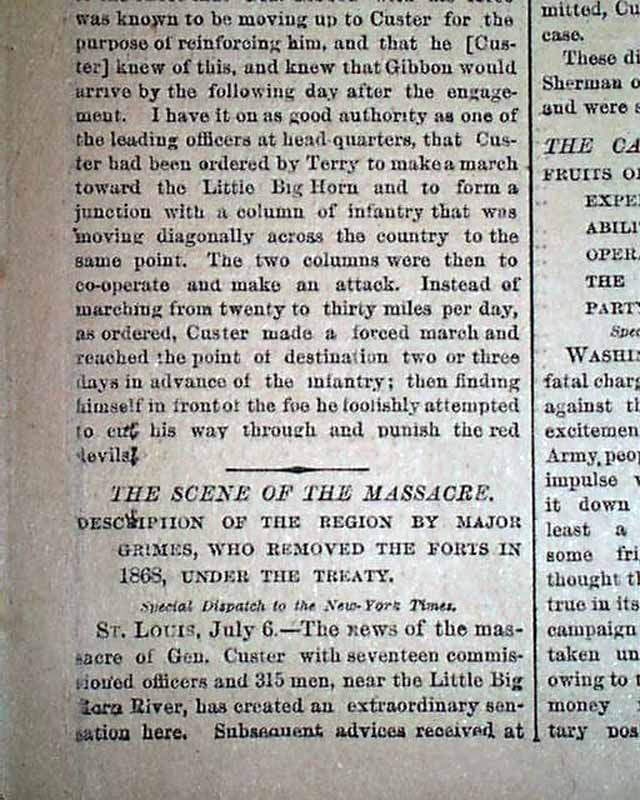 was known to be moving up to Custer for the
purpose of reinforcing him, and that he [Cus-
ter] knew of this, and knew that Gibbon would
arrive by the following day after the engage-
ment. I have it on as good authority as one of
the leading officers at head-quarters, that Cus-
ter had been ordered by Terry to make a march
toward the Little Big Horn and to form a
junction with a column of infantry that was
moving diagonally across the country to the
same point. The two columns were then to
co-operate and make an attack. Instead of
marching from twenty to thirty miles per day,
as ordered, Custer made a forced march and
reached the point of destination two or three
days in advance of the infantry; then finding
himself in front of the foe he foolishly attempted
to cut his way through and punish the red
devils.
THE SCENE OF THE MASSACRE.
DESCRIPTION OF THE REGION BY MAJOR
GRIMES, WHO REMOVED THE FORTS IN
1868, UNDER THE TREATY.
Special Dispatch to the New-York Times.
ST. LOUIS, July 6.—The news of the mas-
sacre of Gen. Custer with seventeen commis-
sioned officers and 315 men, near the Little Big
Horn River, has created an extraordinary sen-
sation here. Subsequent advices received at
mitted, Cu
case.
These di
Sherman o
and were s
THE CA
FRUITS OF
EXPE
ABILI
OPERA
THE
PARTY
Spec
WASHIN
fatal charg
against th
excitemen
Army, peop
impulse w
it down
least a
some fri
thought th
true in its
campaign
taken un
owing to t
money
tary pos